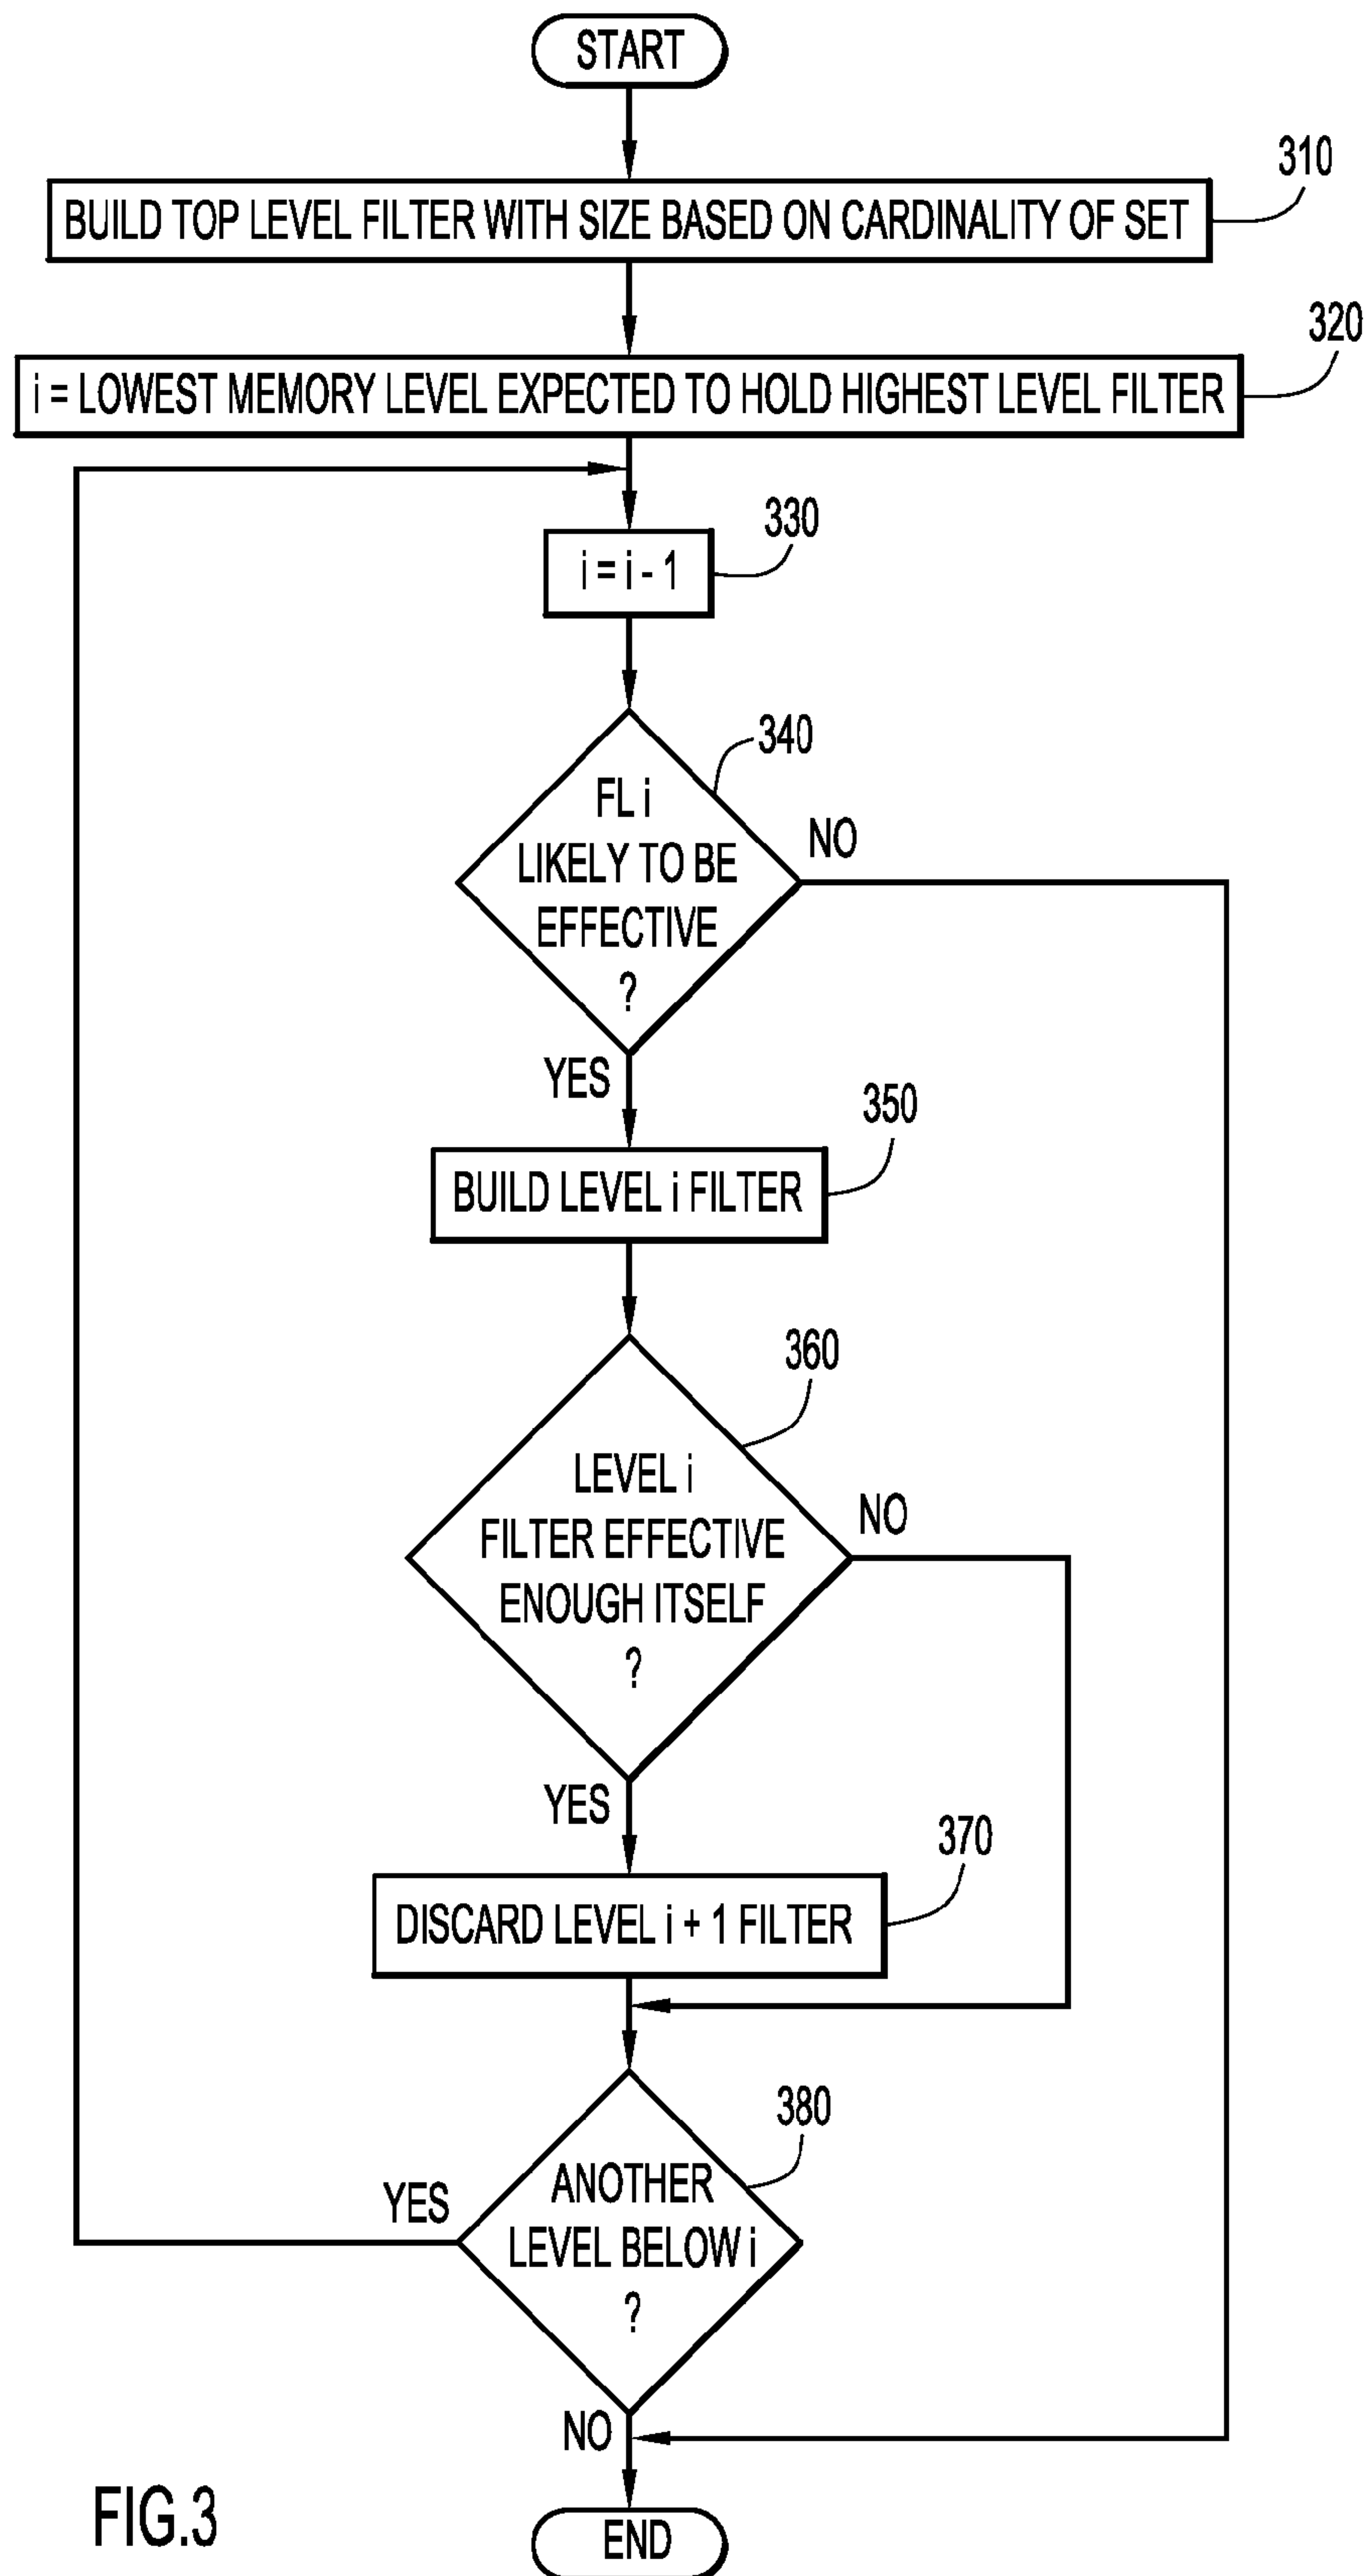 START
310
BUILD TOP LEVEL FILTER WITH SIZE BASED ON CARDINALITY OF SET
320
i = LOWEST MEMORY LEVEL EXPECTED TO HOLD HIGHEST LEVEL FILTER
330
i = i - 1
340
FL i
LIKELY TO BE
EFFECTIVE
?
NO
YES
350
BUILD LEVEL i FILTER
360
LEVEL i
FILTER EFFECTIVE
ENOUGH ITSELF
?
NO
YES
370
DISCARD LEVEL i + 1 FILTER
380
ANOTHER
LEVEL BELOW i
?
YES
NO
END
FIG.3